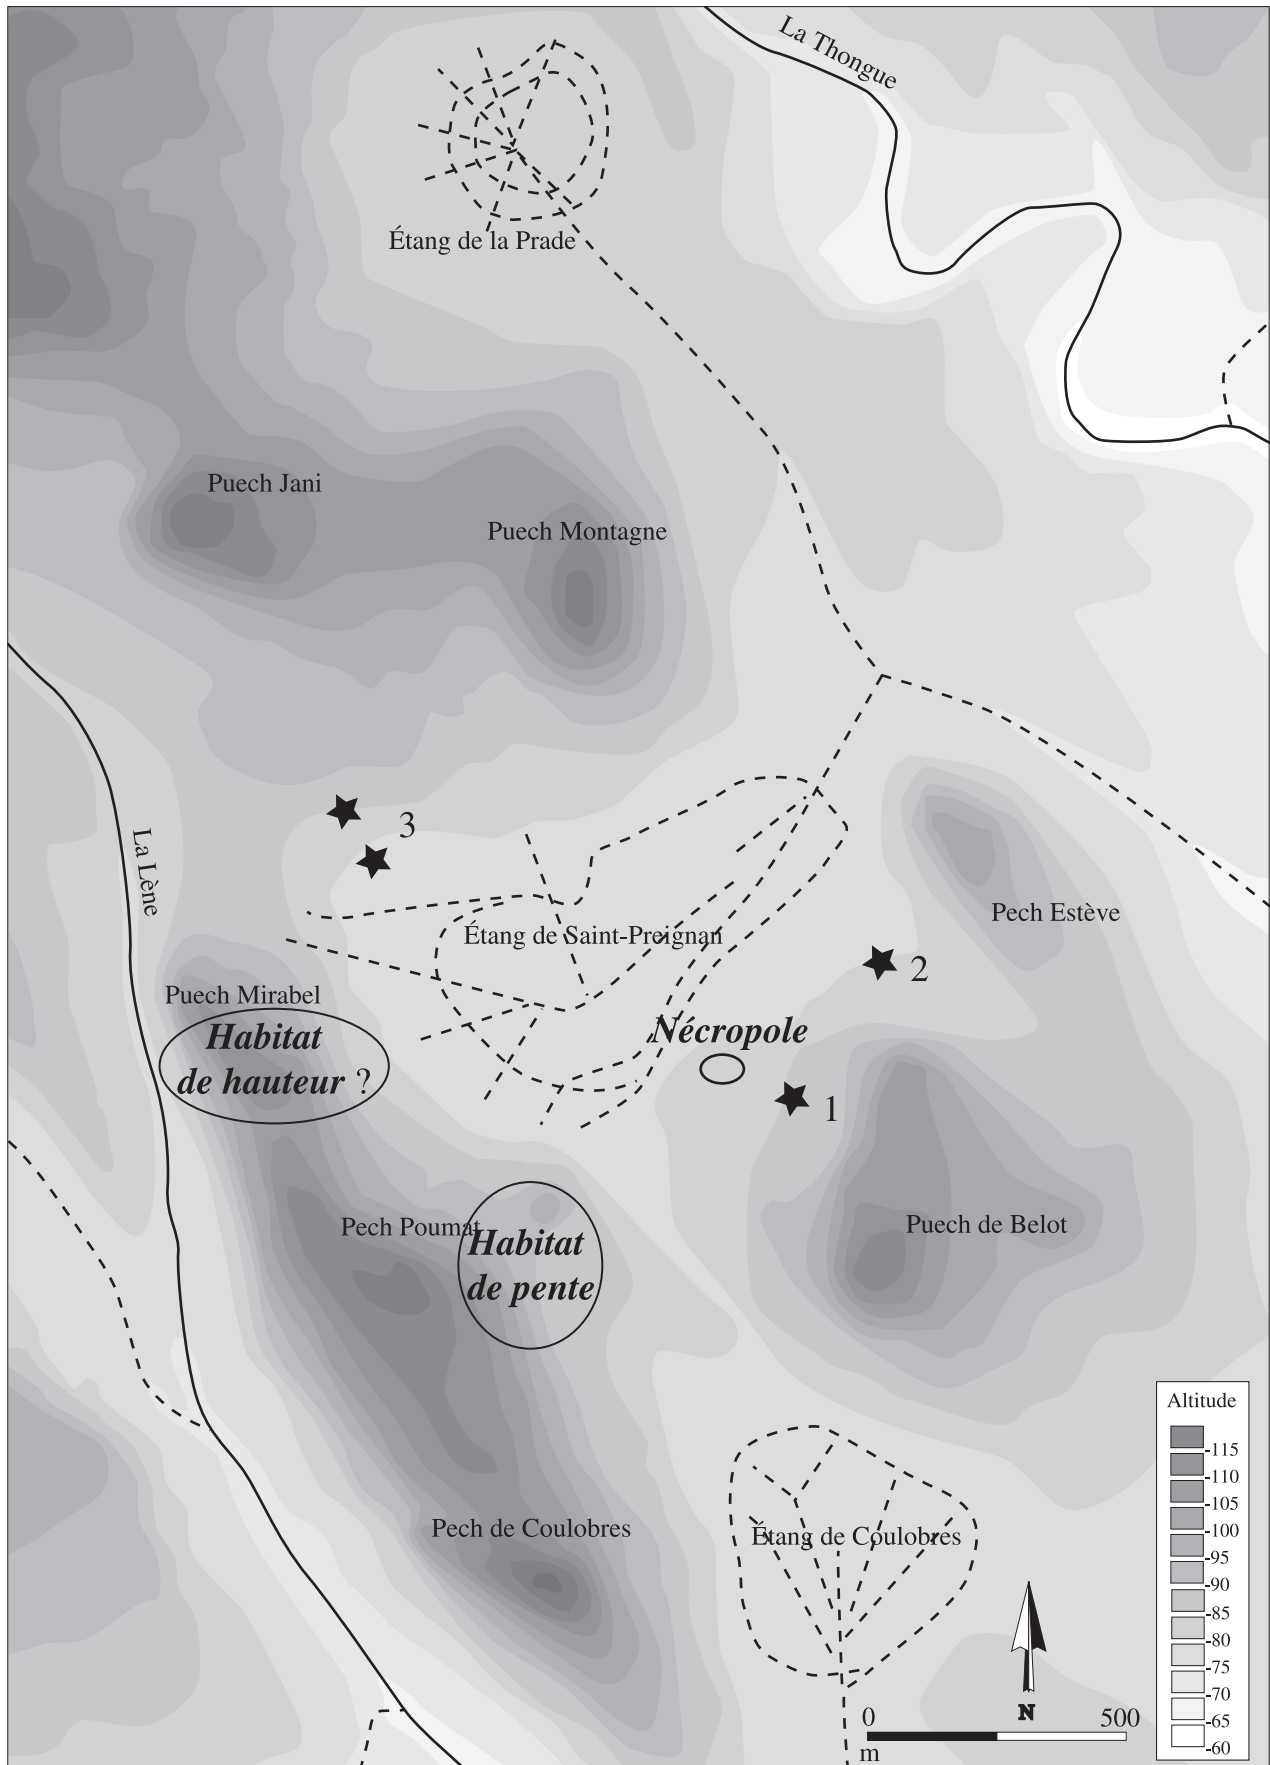 La Thongue
Étang de la Prade
Puech Jani
Puech Montagne
3
La Lène
Étang de Saint-Preignan
Pech Estève
2
Puech Mirabel
Habitat
de hauteur ?
Nécropole
1
Pech Poumat
Habitat
de pente
Puech de Belot
Altitude
-115
-110
-105
-100
-95
-90
-85
-80
-75
-70
-65
-60
Pech de Coulobres
Étang de Coulobres
N
0 500
m